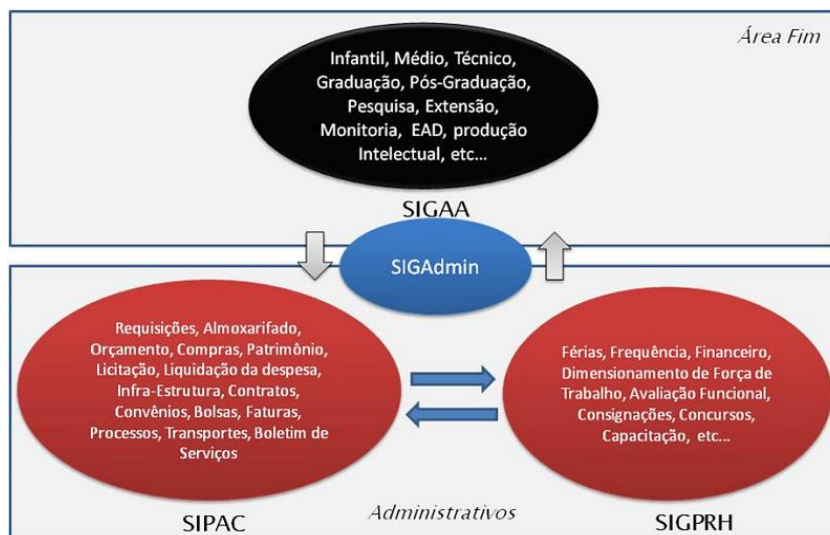 Área Fim
Infantil, Médio, Técnico,
Graduação, Pós-Graduação,
Pesquisa, Extensão,
Monitoria, EAD, produção
Intelectual, etc...
SIGAA
SIGAdmin
Requisições, Almoxarifado,
Orçamento, Compras, Patrimônio,
Licitação, Liquidação da despesa,
Infra-Estrutura, Contratos,
Convênios, Bolsas, Faturas,
Processos, Transportes, Boletim de
Serviços
SIPAC
Férias, Frequência, Financeiro,
Dimensionamento de Força de
Trabalho, Avaliação Funcional,
Consignações, Concursos,
Capacitação, etc...
SIGPRH
Administrativos